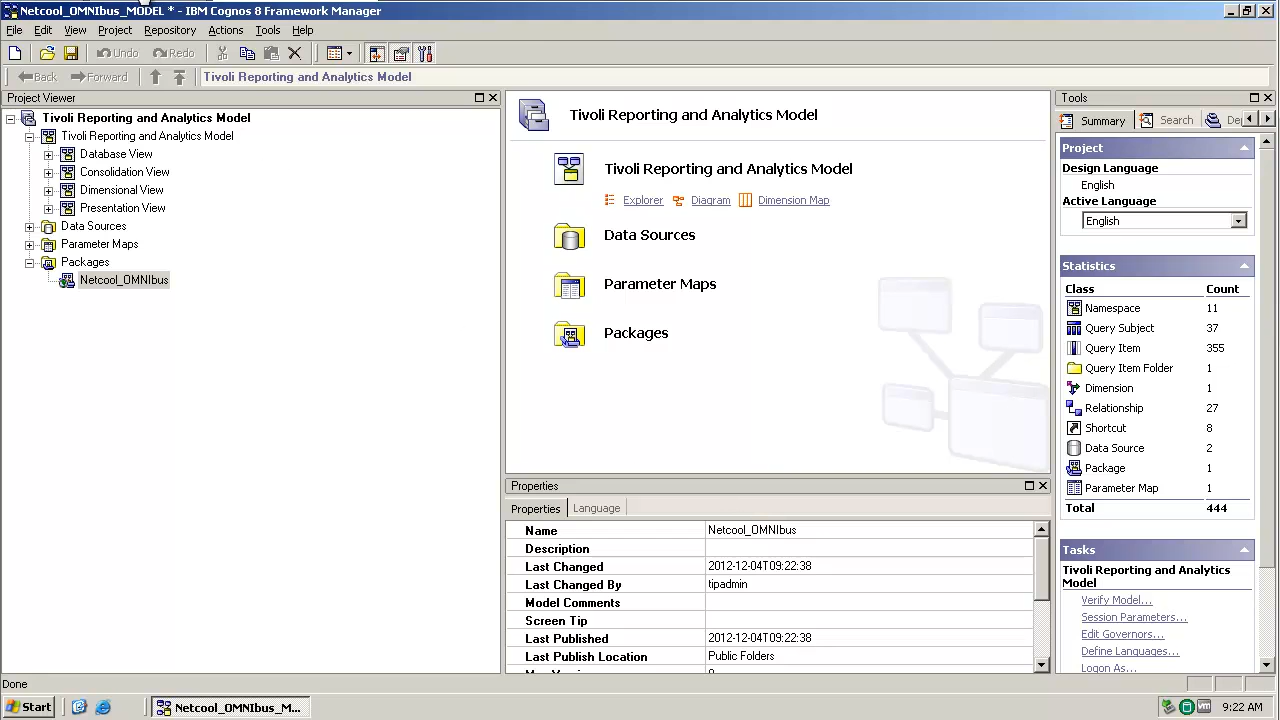 Netcool_OMNIbus_MODEL * - IBM Cognos 8 Framework Manager
File Edit View Project Repository Actions Tools Help
Undo Redo
Back Forward Tivoli Reporting and Analytics Model
Project Viewer
Tivoli Reporting and Analytics Model
Tivoli Reporting and Analytics Model
Database View
Consolidation View
Dimensional View
Presentation View
Data Sources
Parameter Maps
Packages
Netcool_OMNIbus
Tivoli Reporting and Analytics Model
Tivoli Reporting and Analytics Model
Explorer Diagram Dimension Map
Data Sources
Parameter Maps
Packages
Properties
Properties Language
Name Netcool_OMNIbus
Description
Last Changed 2012-12-04T09:22:38
Last Changed By tipadmin
Model Comments
Screen Tip
Last Published 2012-12-04T09:22:38
Last Publish Location Public Folders
Tools
Summary Search
Project
Design Language
English
Active Language
English
Statistics
Class Count
Namespace 11
Query Subject 37
Query Item 355
Query Item Folder 1
Dimension 1
Relationship 27
Shortcut 8
Data Source 2
Package 1
Parameter Map 1
Total 444
Tasks
Tivoli Reporting and Analytics
Model
Verify Model...
Session Parameters...
Edit Governors...
Define Languages...
Logon As...
Done
Start Netcool_OMNIbus_M... 9:22 AM